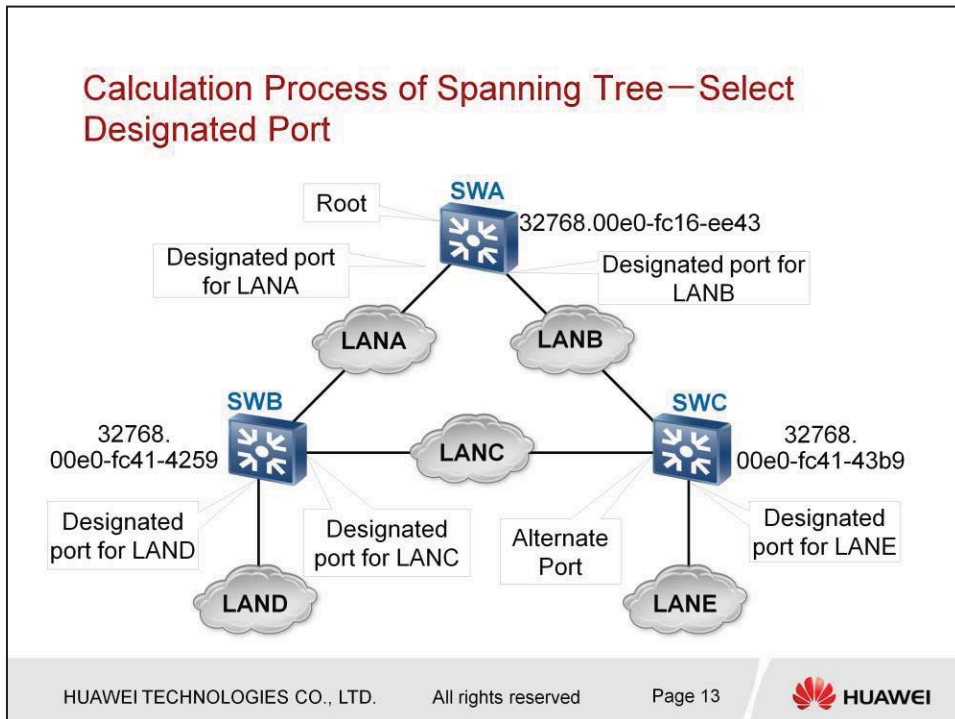 Calculation Process of Spanning Tree—Select
Designated Port
SWA
Root
32768.00e0-fc16-ee43
Designated port
for LANA
Designated port for
LANB
LANA
LANB
SWB
SWC
32768.
00e0-fc41-4259
LANC
32768.
00e0-fc41-43b9
Designated
port for LAND
Designated
port for LANC
Alternate
Port
Designated
port for LANE
LAND
LANE
HUAWEI TECHNOLOGIES CO., LTD.
All rights reserved
Page 13
HUAWEI